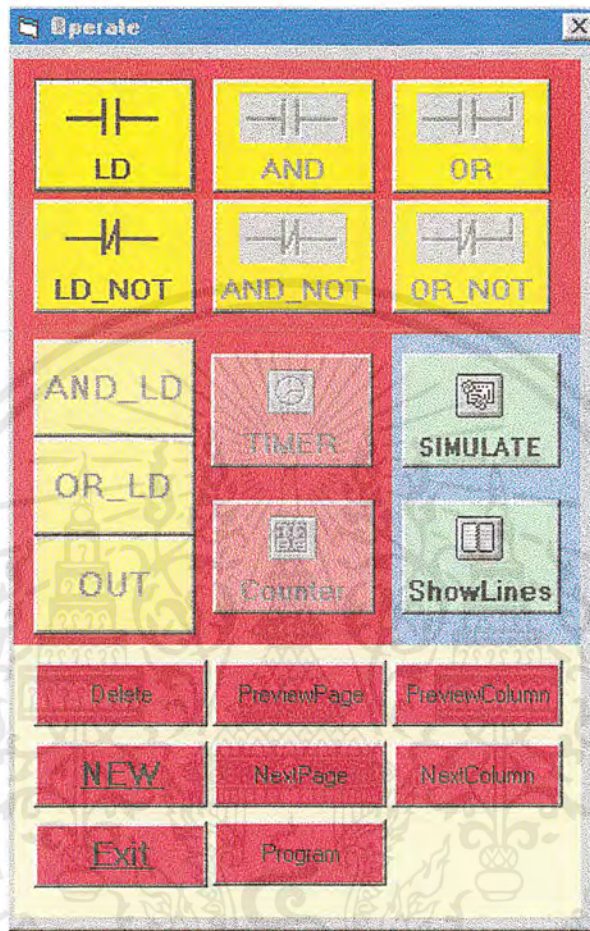 Operate
LD AND OR
LD_NOT AND_NOT OR_NOT
AND_LD
TIMER SIMULATE
OR_LD
OUT Counter ShowLines
Delete PreviewPage PreviewColumn
NEW NextPage NextColumn
Exit Program